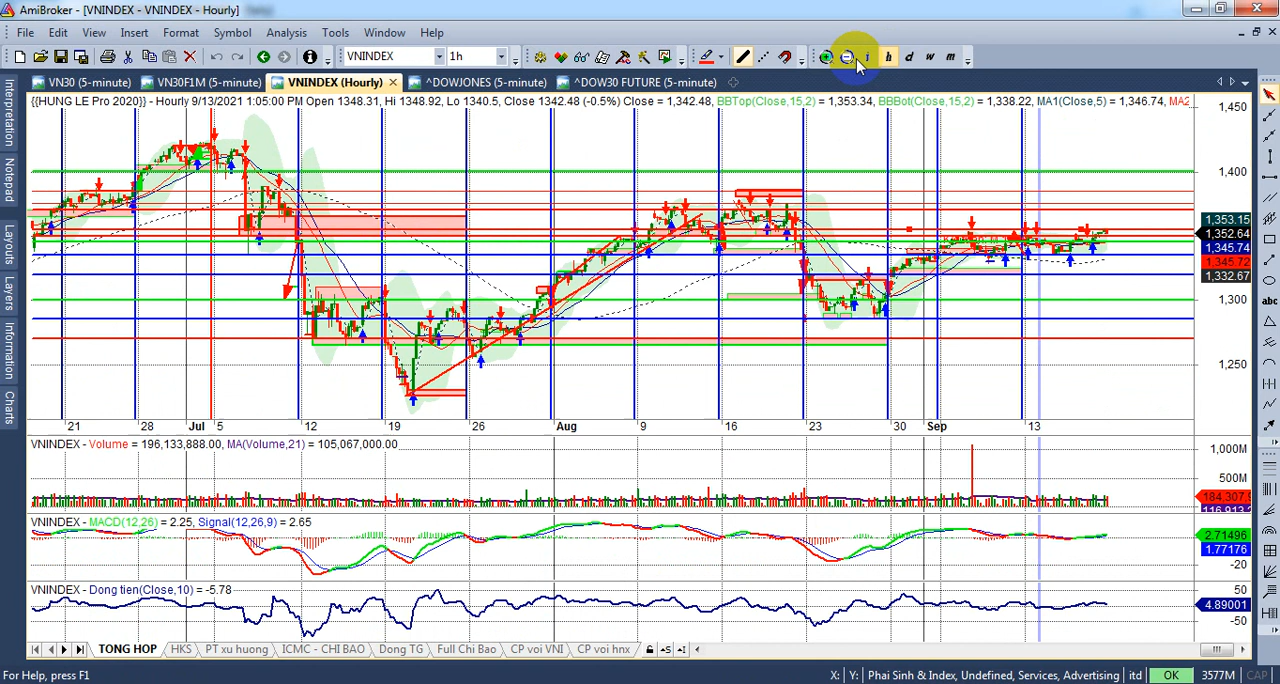 AmiBroker - [VNINDEX - VNINDEX - Hourly]
File Edit View Insert Format Symbol Analysis Tools Window Help
VNINDEX 1h i h d w m
VN30 (5-minute) VN30F1M (5-minute) VNINDEX (Hourly) ^DOWJONES (5-minute) ^DOW30 FUTURE (5-minute)
{{HUNG LE Pro 2020}} - Hourly 9/13/2021 1:05:00 PM Open 1348.31, Hi 1348.92, Lo 1340.5, Close 1342.48 (-0.5%) Close = 1,342.48, BBTop(Close,15,2) = 1,353.34, BBBot(Close,15,2) = 1,338.22, MA1(Close,5) = 1,346.74, MA2
Interpretation
Notepad
Layouts
Layers
Information
Charts
abc
1,450
1,400
1,353.15
1,352.64
1,345.74
1,345.72
1,332.67
1,300
1,250
21 28 Jul 5 12 19 26 Aug 9 16 23 30 Sep 13
VNINDEX - Volume = 196,133,888.00, MA(Volume,21) = 105,067,000.00
1,000M
500M
184,307,9
116,913,2
VNINDEX - MACD(12,26) = 2.25, Signal(12,26,9) = 2.65
2.71496
1.77176
-20
VNINDEX - Dong tien(Close,10) = -5.78
50
4.89001
-50
TONG HOP HKS PT xu huong ICMC - CHI BAO Dong TG Full Chi Bao CP voi VNI CP voi hnx
For Help, press F1 X: Y: Phai Sinh & Index, Undefined, Services, Advertising itd OK 3577M CAP